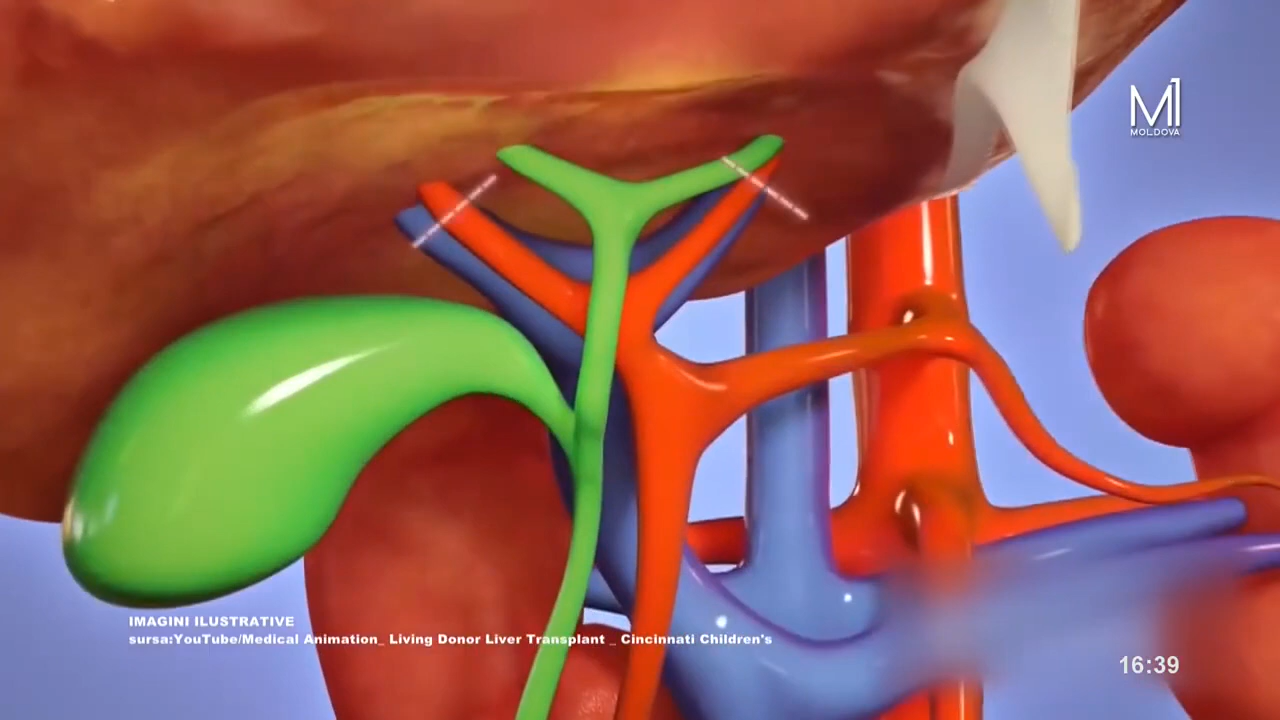 M1
MOLDOVA
IMAGINI ILUSTRATIVE
sursa:YouTube/Medical Animation_ Living Donor Liver Transplant _ Cincinnati Children's
16:39